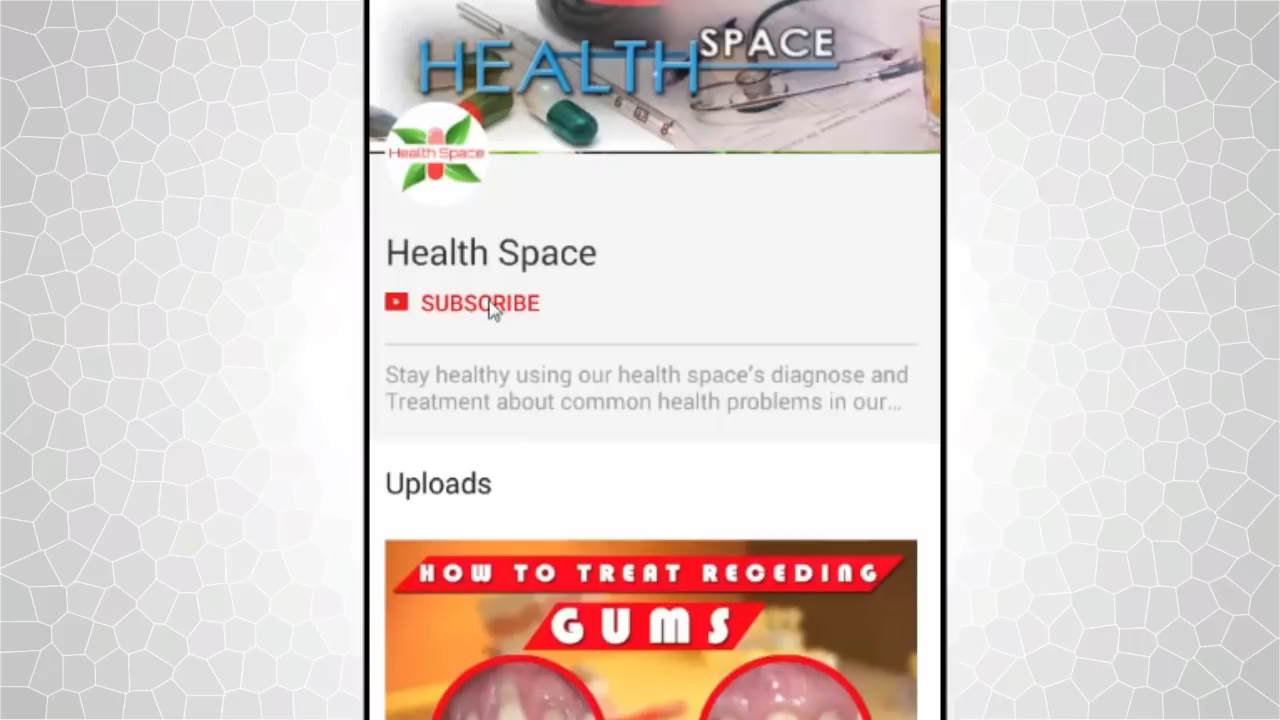 HEALTH SPACE
Health Space
Health Space
SUBSCRIBE
Stay healthy using our health space's diagnose and
Treatment about common health problems in our...
Uploads
HOW TO TREAT RECEDING
GUMS